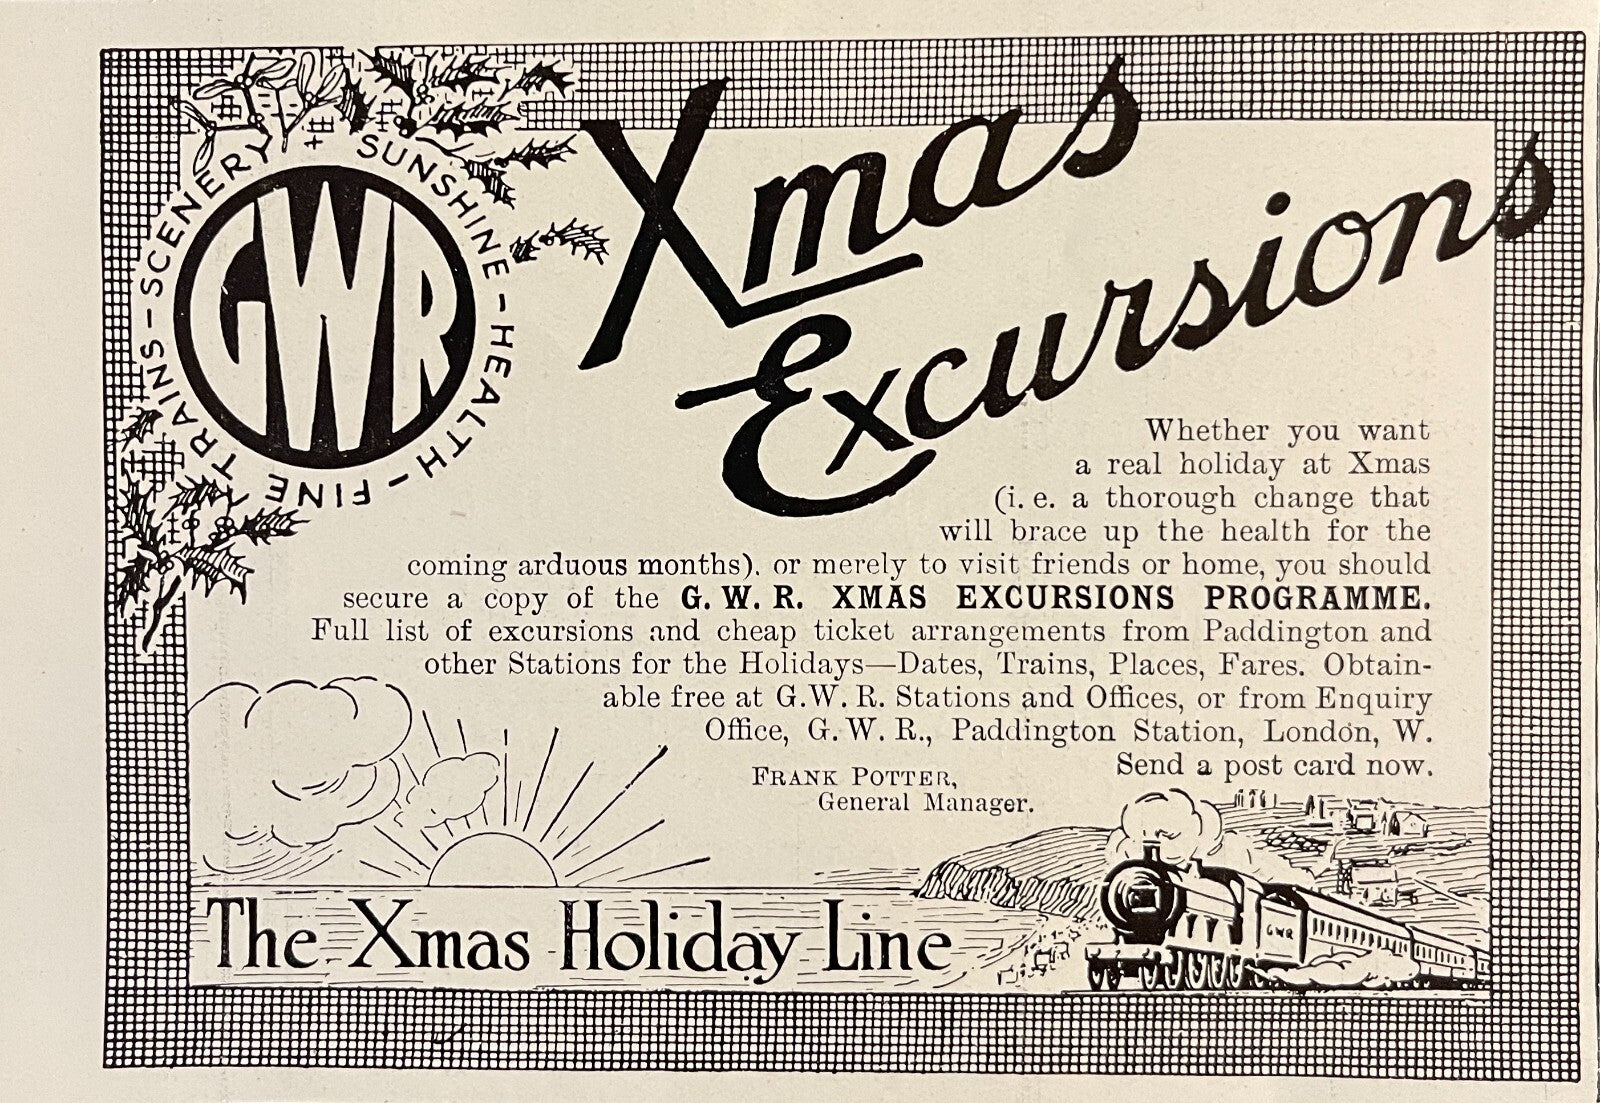 SCENERY + SUNSHINE - HEALTH - FINE TRAINS -
GWR
Xmas
Excursions
Whether you want
a real holiday at Xmas
(i. e. a thorough change that
will brace up the health for the
coming arduous months). or merely to visit friends or home, you should
secure a copy of the G. W. R. XMAS EXCURSIONS PROGRAMME.
Full list of excursions and cheap ticket arrangements from Paddington and
other Stations for the Holidays—Dates, Trains, Places, Fares. Obtain-
able free at G.W. R. Stations and Offices, or from Enquiry
Office, G. W. R., Paddington Station, London, W.
Send a post card now.
FRANK POTTER,
General Manager.
The Xmas Holiday Line
GWR